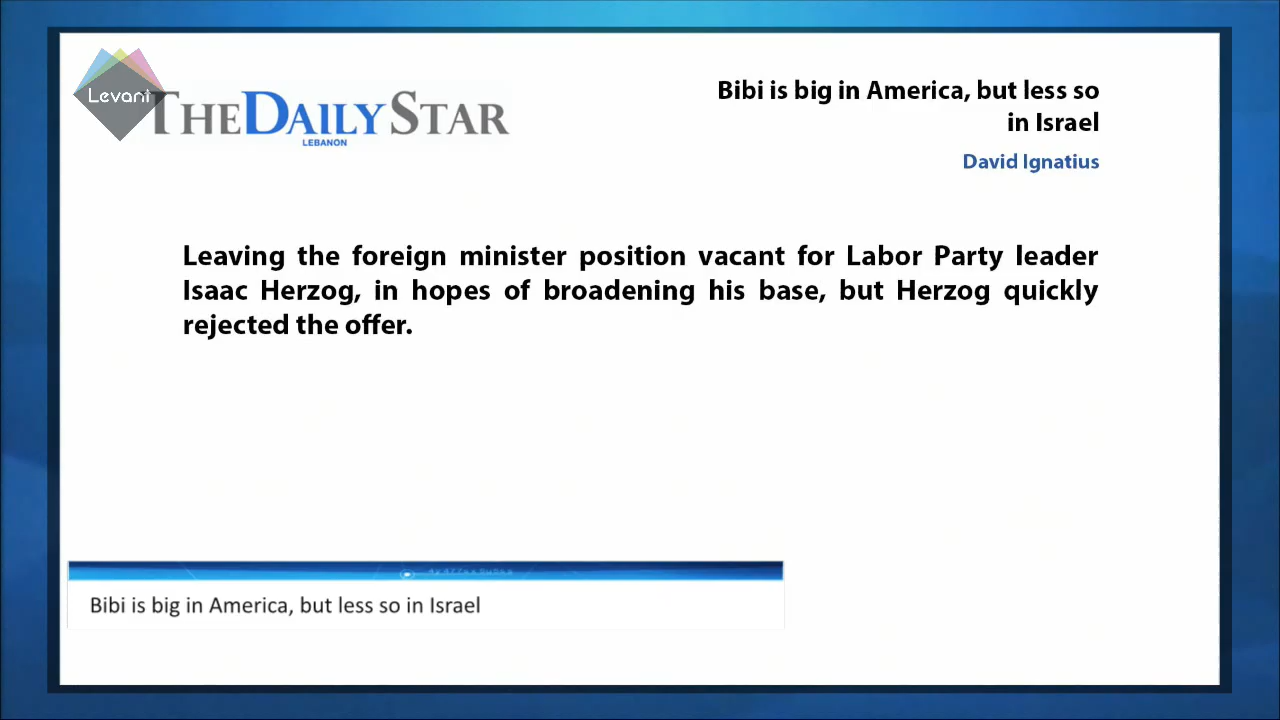 Levant
THE DAILY STAR
LEBANON
Bibi is big in America, but less so
in Israel
David Ignatius
Leaving the foreign minister position vacant for Labor Party leader
Isaac Herzog, in hopes of broadening his base, but Herzog quickly
rejected the offer.
Bibi is big in America, but less so in Israel